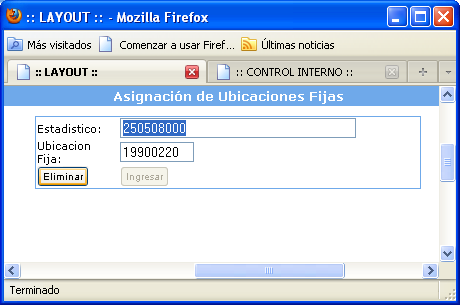 :: LAYOUT :: - Mozilla Firefox
Más visitados Comenzar a usar Firef... Últimas noticias
:: LAYOUT :: :: CONTROL INTERNO ::
Asignación de Ubicaciones Fijas
Estadistico: 250508000
Ubicacion Fija: 19900220
Eliminar Ingresar
Terminado